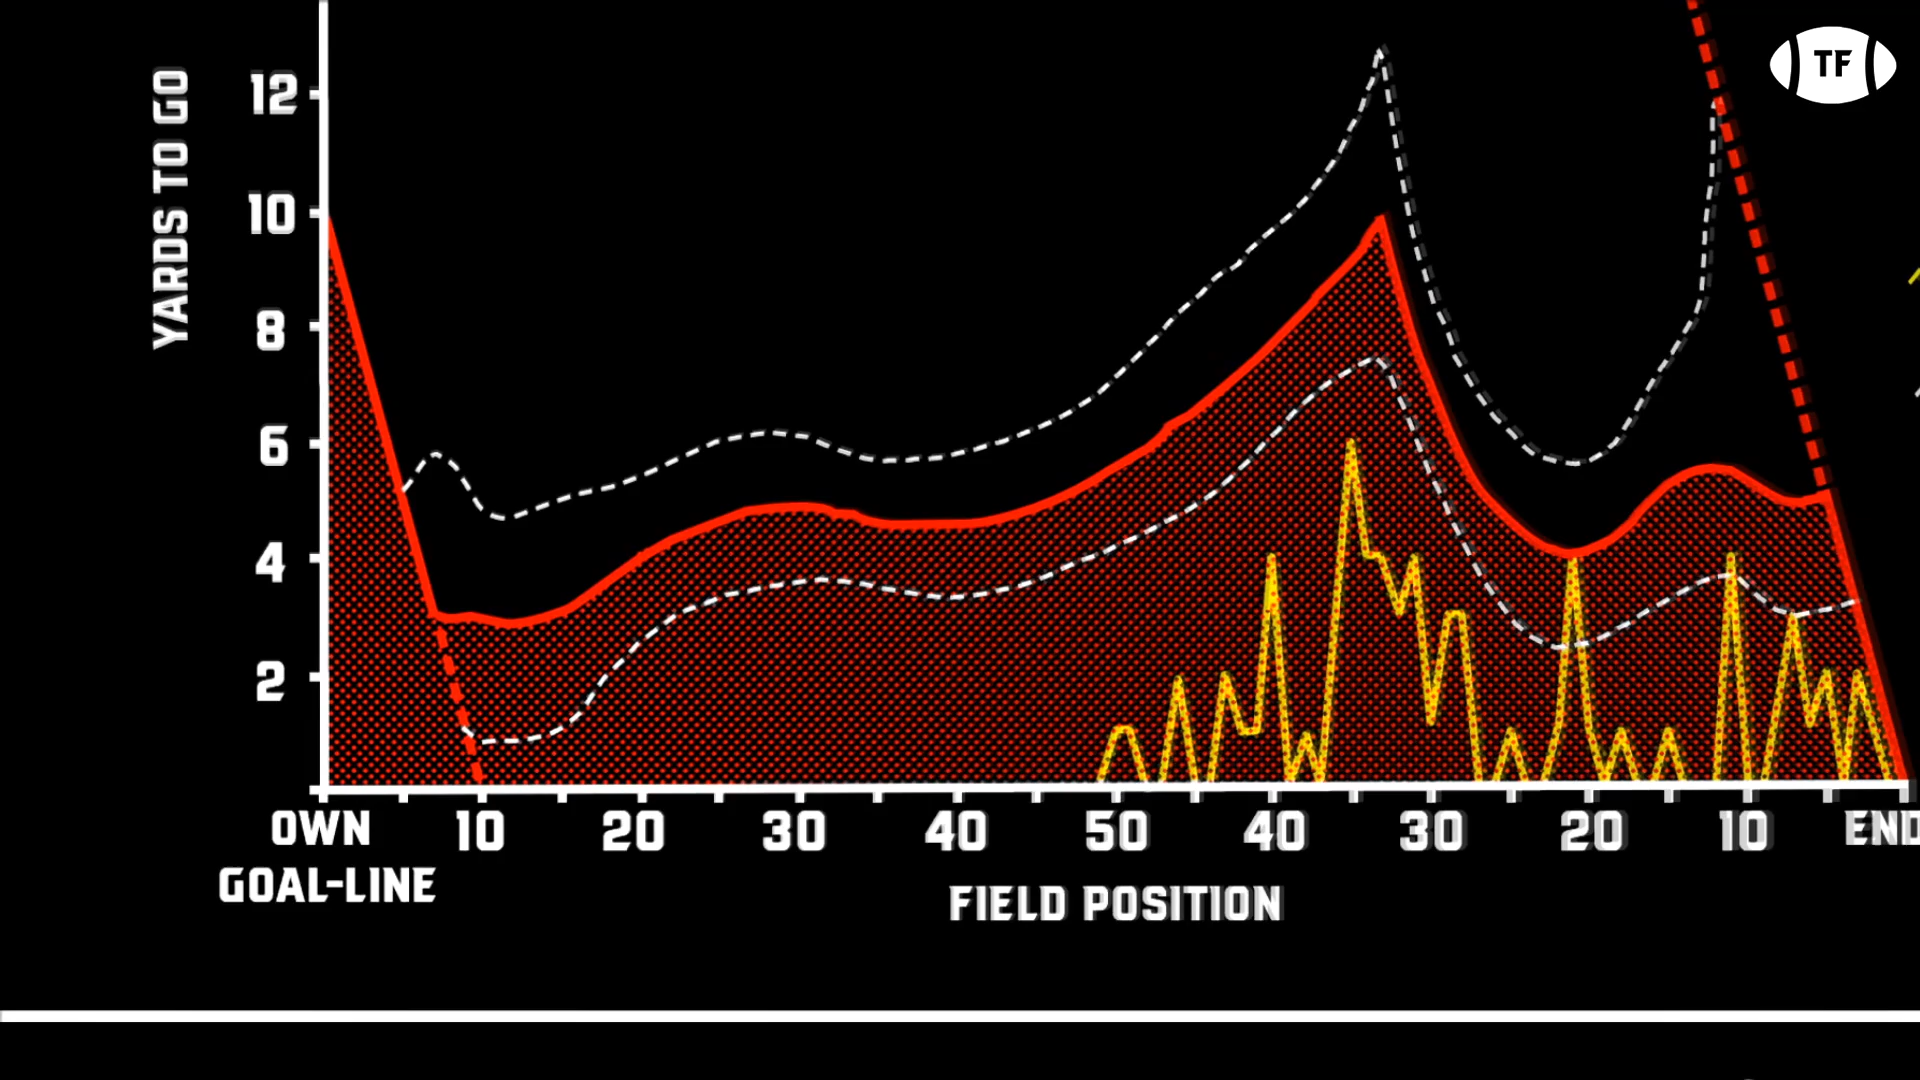 TF
YARDS TO GO
12
10
8
6
4
2
OWN GOAL-LINE
10 20 30 40 50 40 30 20 10 END
FIELD POSITION